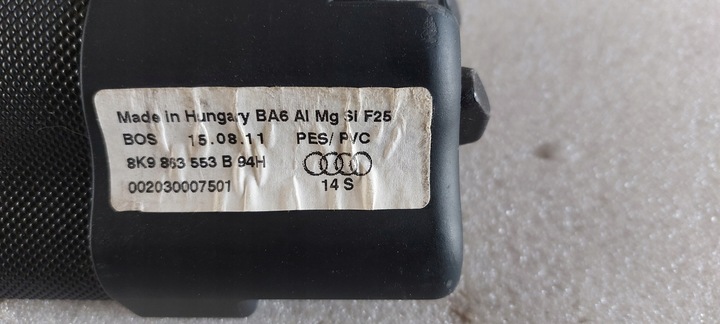 Made in Hungary BA6 Al Mg SI F25
BOS 15.08.11 PES/ PVC
8K9 863 553 B 94H
002030007501 14 S